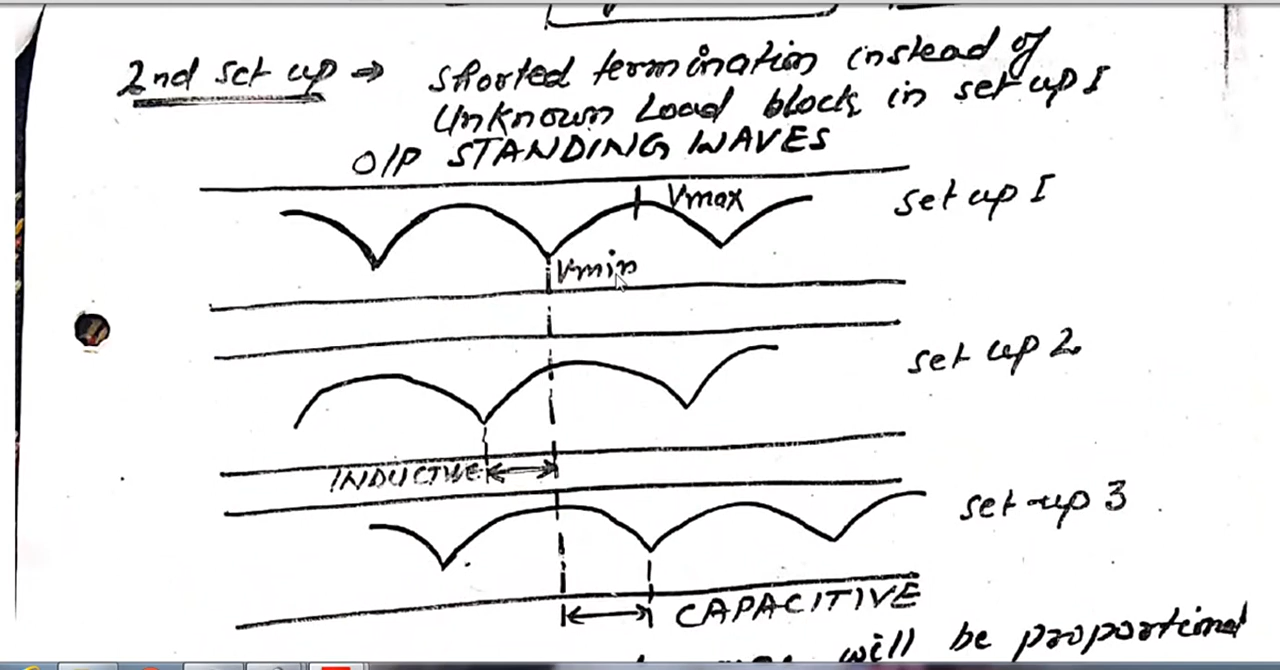 2nd set up ⇒ shorted termination instead of
Unknown Load block in set up I
O/P STANDING WAVES
Vmax
set up I
Vmin
set up 2
INDUCTIVE
set-up 3
CAPACITIVE
will be proportional